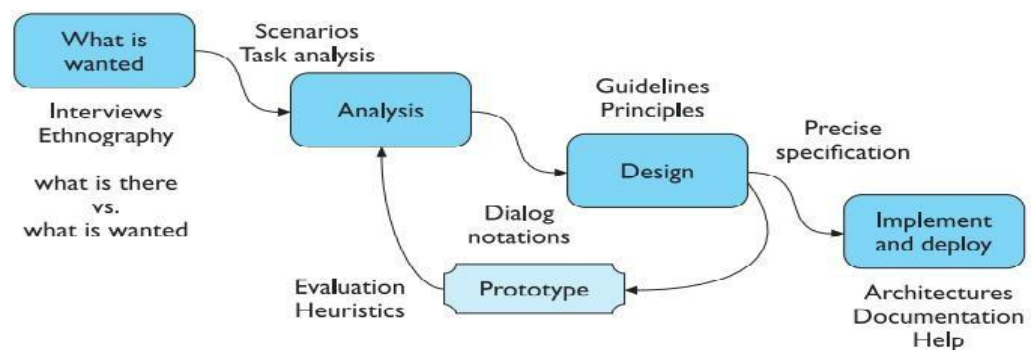 What is
wanted
Interviews
Ethnography
what is there
vs.
what is wanted
Scenarios
Task analysis
Analysis
Guidelines
Principles
Design
Precise
specification
Dialog
notations
Prototype
Evaluation
Heuristics
Implement
and deploy
Architectures
Documentation
Help